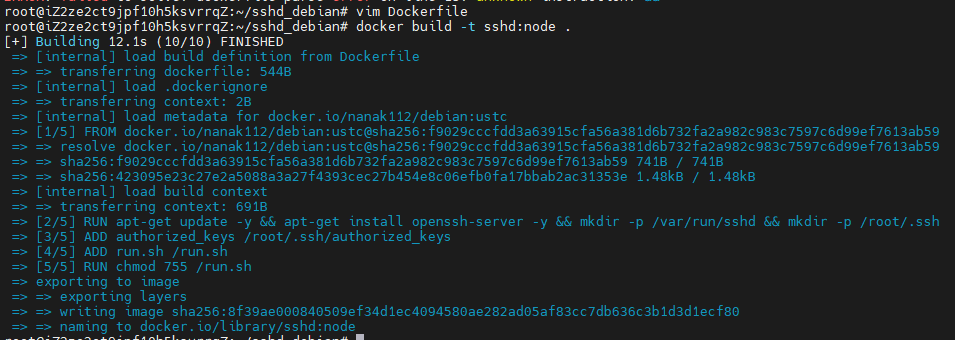 root@iZ2ze2ct9jpf10h5ksvrrqZ:~/sshd_debian# vim Dockerfile
root@iZ2ze2ct9jpf10h5ksvrrqZ:~/sshd_debian# docker build -t sshd:node .
[+] Building 12.1s (10/10) FINISHED
=> [internal] load build definition from Dockerfile
=> => transferring dockerfile: 544B
=> [internal] load .dockerignore
=> => transferring context: 2B
=> [internal] load metadata for docker.io/nanak112/debian:ustc
=> [1/5] FROM docker.io/nanak112/debian:ustc@sha256:f9029cccfdd3a63915cfa56a381d6b732fa2a982c983c7597c6d99ef7613ab59
=> => resolve docker.io/nanak112/debian:ustc@sha256:f9029cccfdd3a63915cfa56a381d6b732fa2a982c983c7597c6d99ef7613ab59
=> => sha256:f9029cccfdd3a63915cfa56a381d6b732fa2a982c983c7597c6d99ef7613ab59 741B / 741B
=> => sha256:423095e23c27e2a5088a3a27f4393cec27b454e8c06efb0fa17bbab2ac31353e 1.48kB / 1.48kB
=> [internal] load build context
=> => transferring context: 691B
=> [2/5] RUN apt-get update -y && apt-get install openssh-server -y && mkdir -p /var/run/sshd && mkdir -p /root/.ssh
=> [3/5] ADD authorized_keys /root/.ssh/authorized_keys
=> [4/5] ADD run.sh /run.sh
=> [5/5] RUN chmod 755 /run.sh
=> exporting to image
=> => exporting layers
=> => writing image sha256:8f39ae000840509ef34d1ec4094580ae282ad05af83cc7db636c3b1d3d1ecf80
=> => naming to docker.io/library/sshd:node
root@iZ2ze2ct9jpf10h5ksvrrqZ:~/sshd_debian#